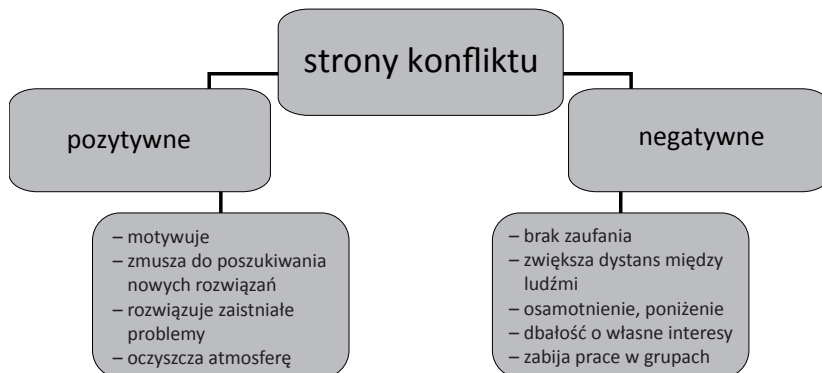 strony konfliktu
pozytywne
negatywne
– motywuje
– zmusza do poszukiwania
nowych rozwiązań
– rozwiązuje zaistniałe
problemy
– oczyszcza atmosferę
– brak zaufania
– zwiększa dystans między
ludźmi
– osamotnienie, poniżenie
– dbałość o własne interesy
– zabija prace w grupach